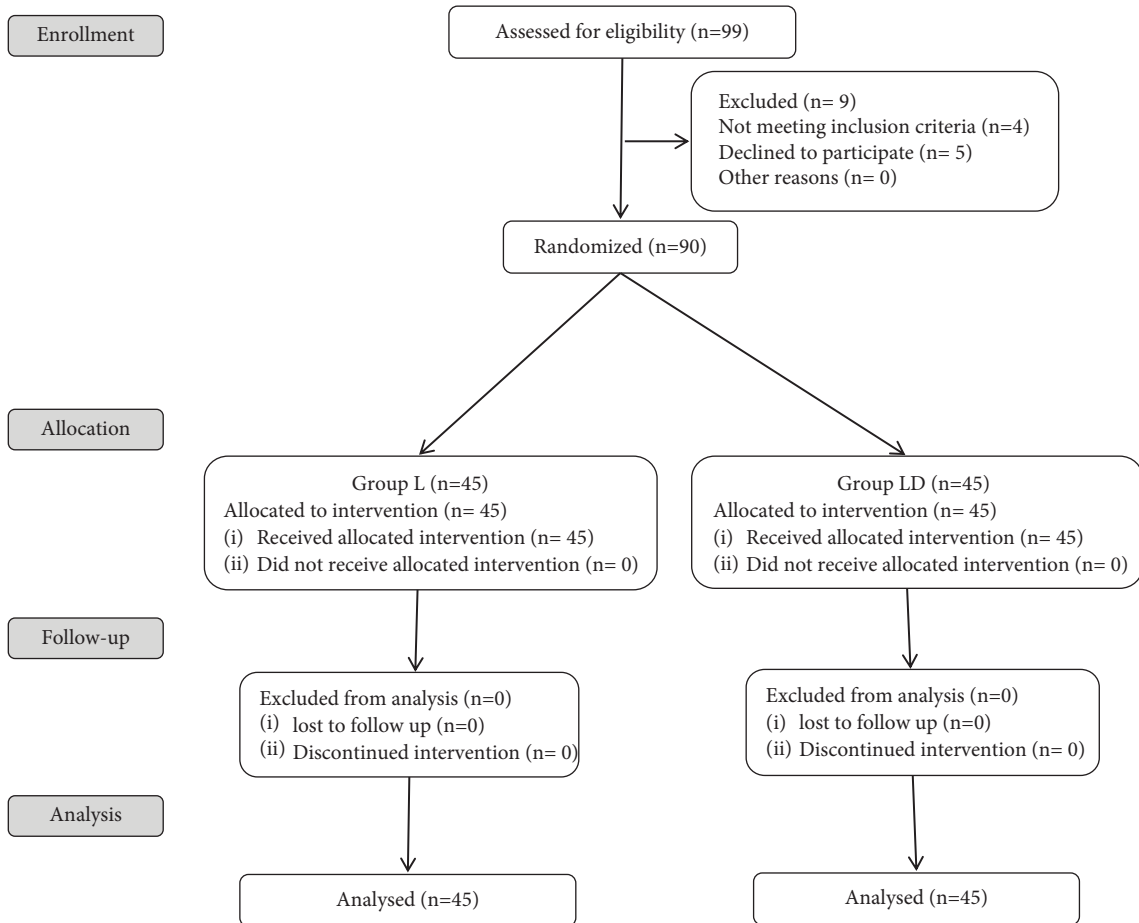 Enrollment
Assessed for eligibility (n=99)
Excluded (n= 9)
Not meeting inclusion criteria (n=4)
Declined to participate (n= 5)
Other reasons (n= 0)
Randomized (n=90)
Allocation
Group L (n=45)
Allocated to intervention (n= 45)
(i) Received allocated intervention (n= 45)
(ii) Did not receive allocated intervention (n= 0)
Group LD (n=45)
Allocated to intervention (n= 45)
(i) Received allocated intervention (n= 45)
(ii) Did not receive allocated intervention (n= 0)
Follow-up
Excluded from analysis (n=0)
(i) lost to follow up (n=0)
(ii) Discontinued intervention (n= 0)
Excluded from analysis (n=0)
(i) lost to follow up (n=0)
(ii) Discontinued intervention (n= 0)
Analysis
Analysed (n=45)
Analysed (n=45)